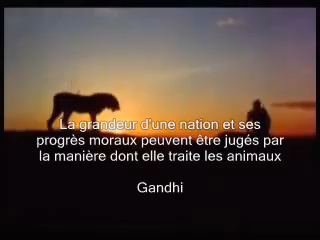 La grandeur d'une nation et ses
progrès moraux peuvent être jugés par
la manière dont elle traite les animaux
Gandhi